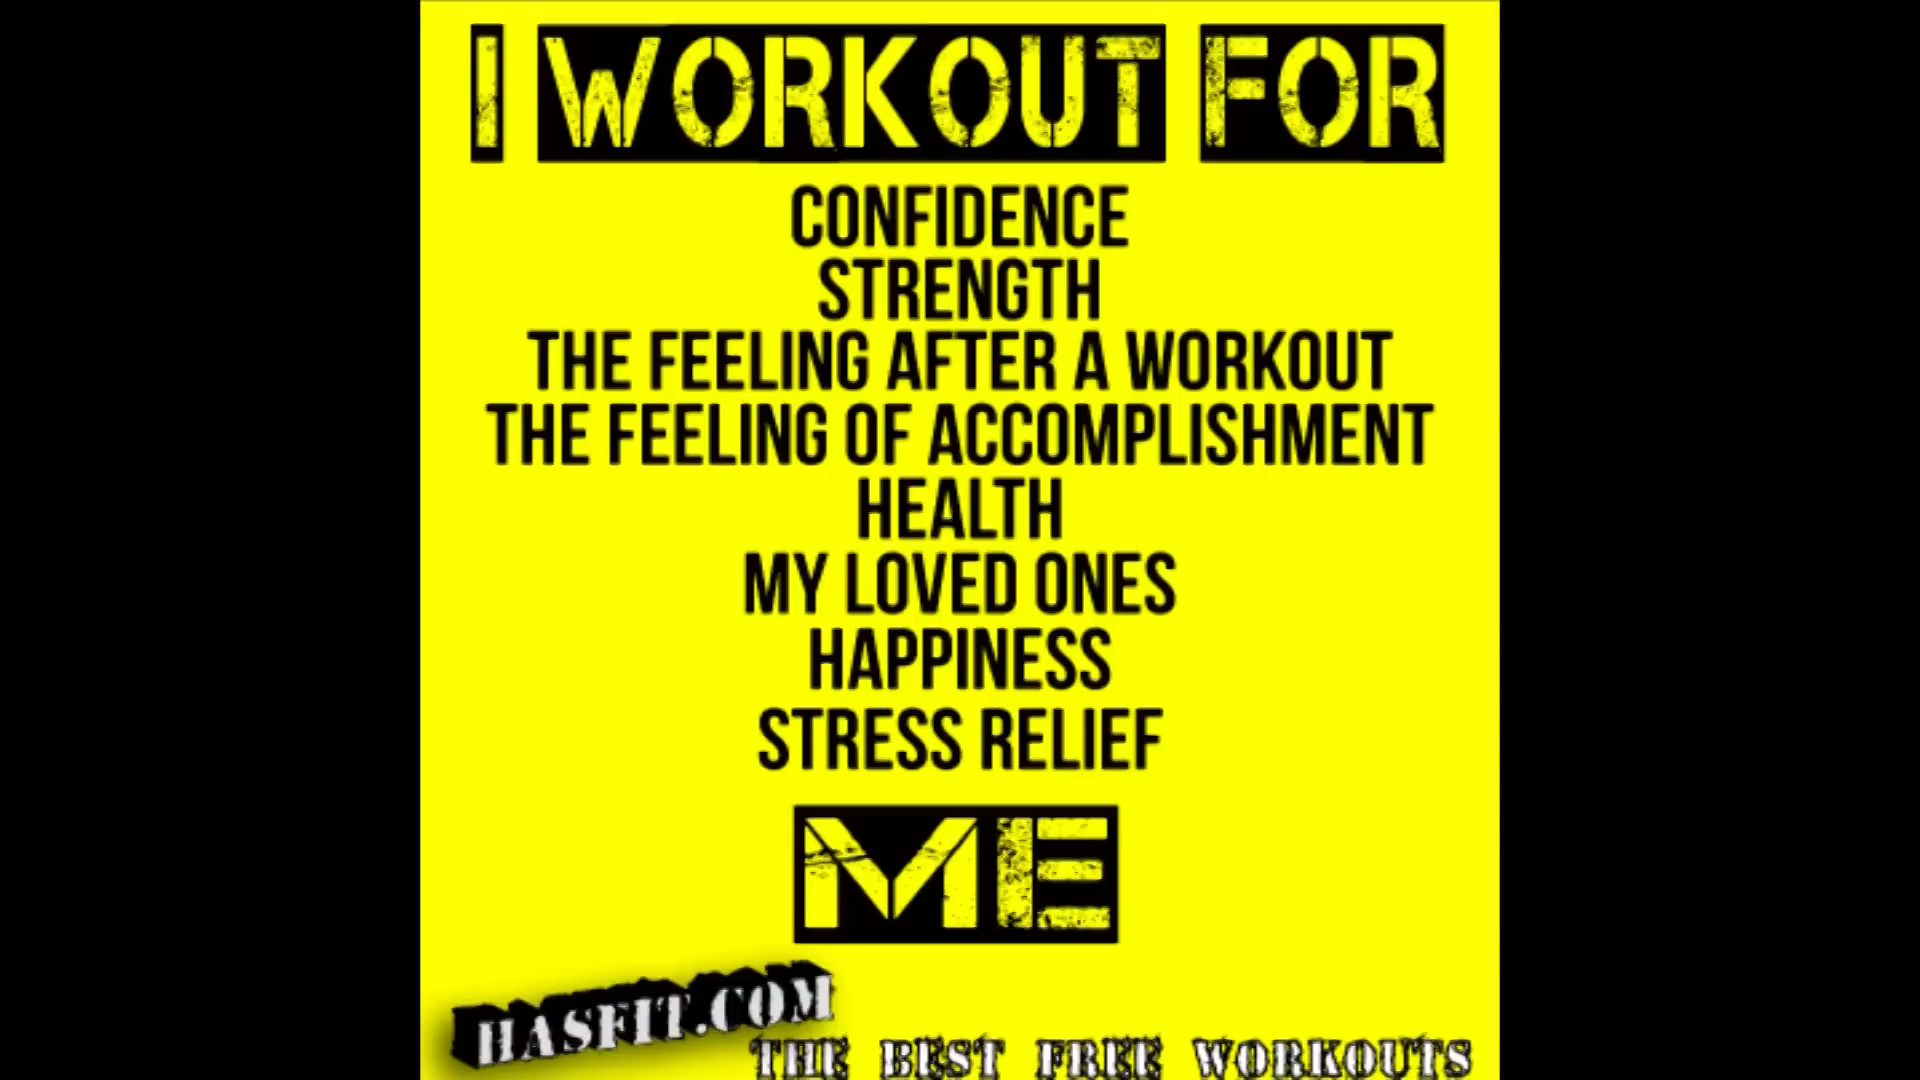 I WORKOUT FOR
CONFIDENCE
STRENGTH
THE FEELING AFTER A WORKOUT
THE FEELING OF ACCOMPLISHMENT
HEALTH
MY LOVED ONES
HAPPINESS
STRESS RELIEF
ME
HASFIT.COM
THE BEST FREE WORKOUTS